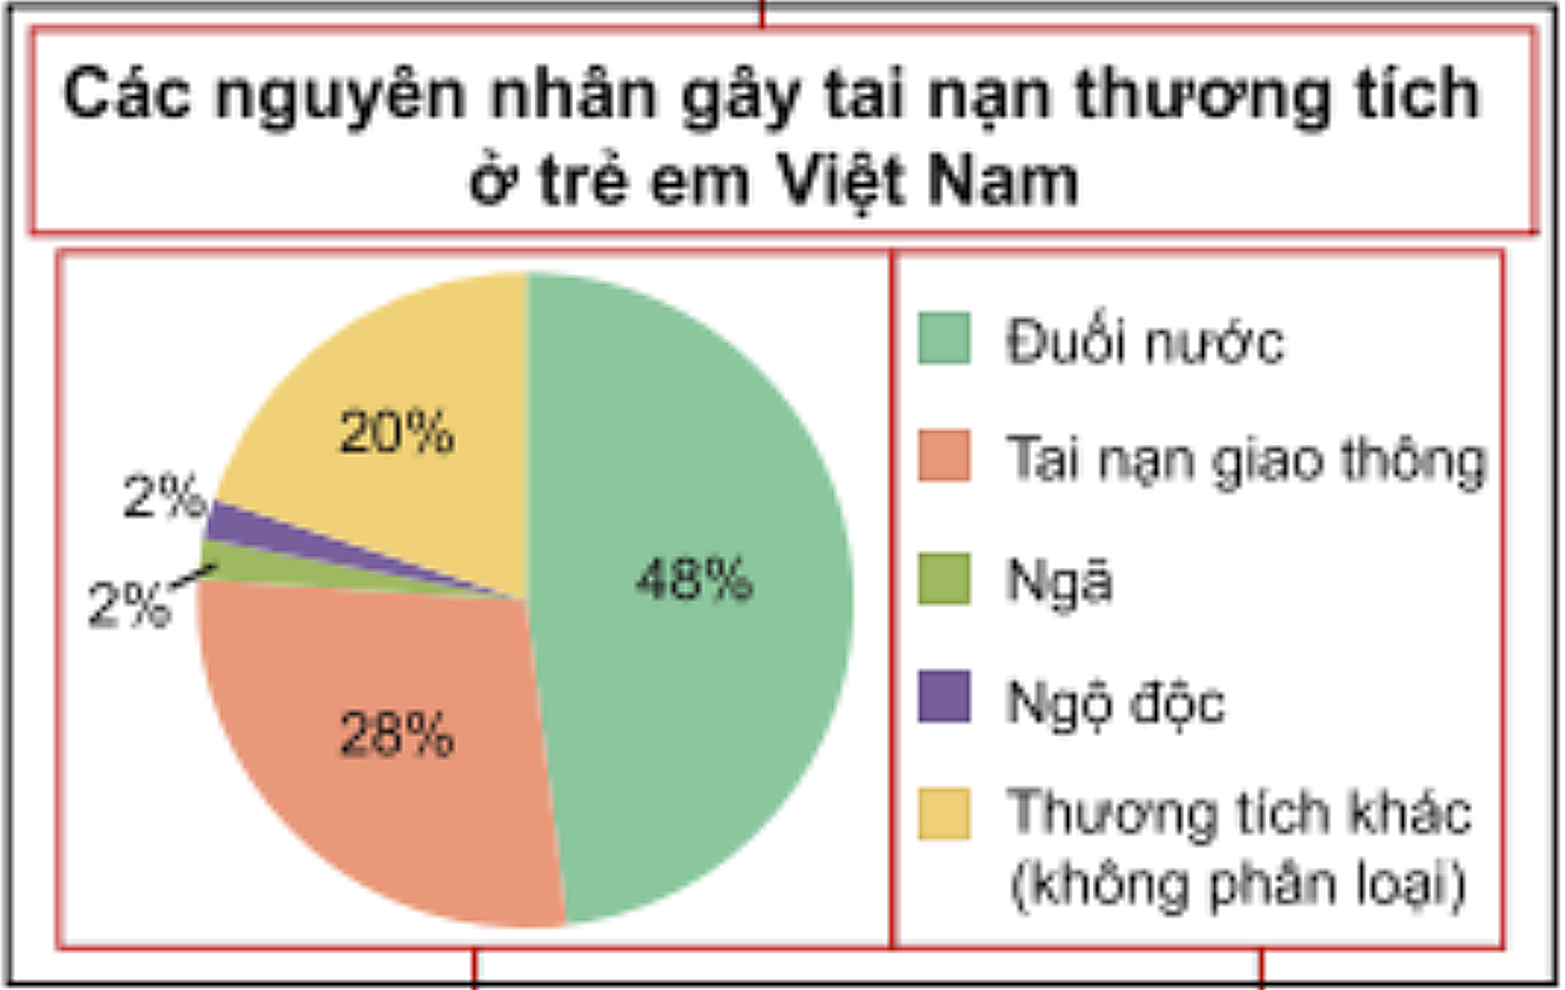 Các nguyên nhân gây tai nạn thương tích
ở trẻ em Việt Nam
20%
2%
2%
48%
28%
Đuối nước
Tai nạn giao thông
Ngã
Ngộ độc
Thương tích khác
(không phân loại)